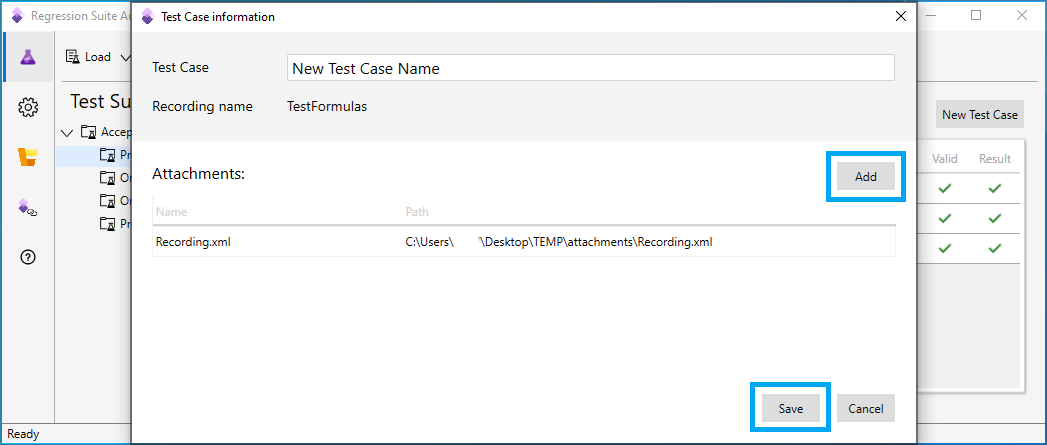 Regression Suite Au
Test Case information
Load
Test Su
Accep
Pr
Or
Or
Pr
Ready
Test Case
New Test Case Name
Recording name
TestFormulas
Attachments:
Add
Name
Path
Recording.xml
C:\Users\ `\Desktop\TEMP\attachments\Recording.xml
Save
Cancel
New Test Case
Valid
Result